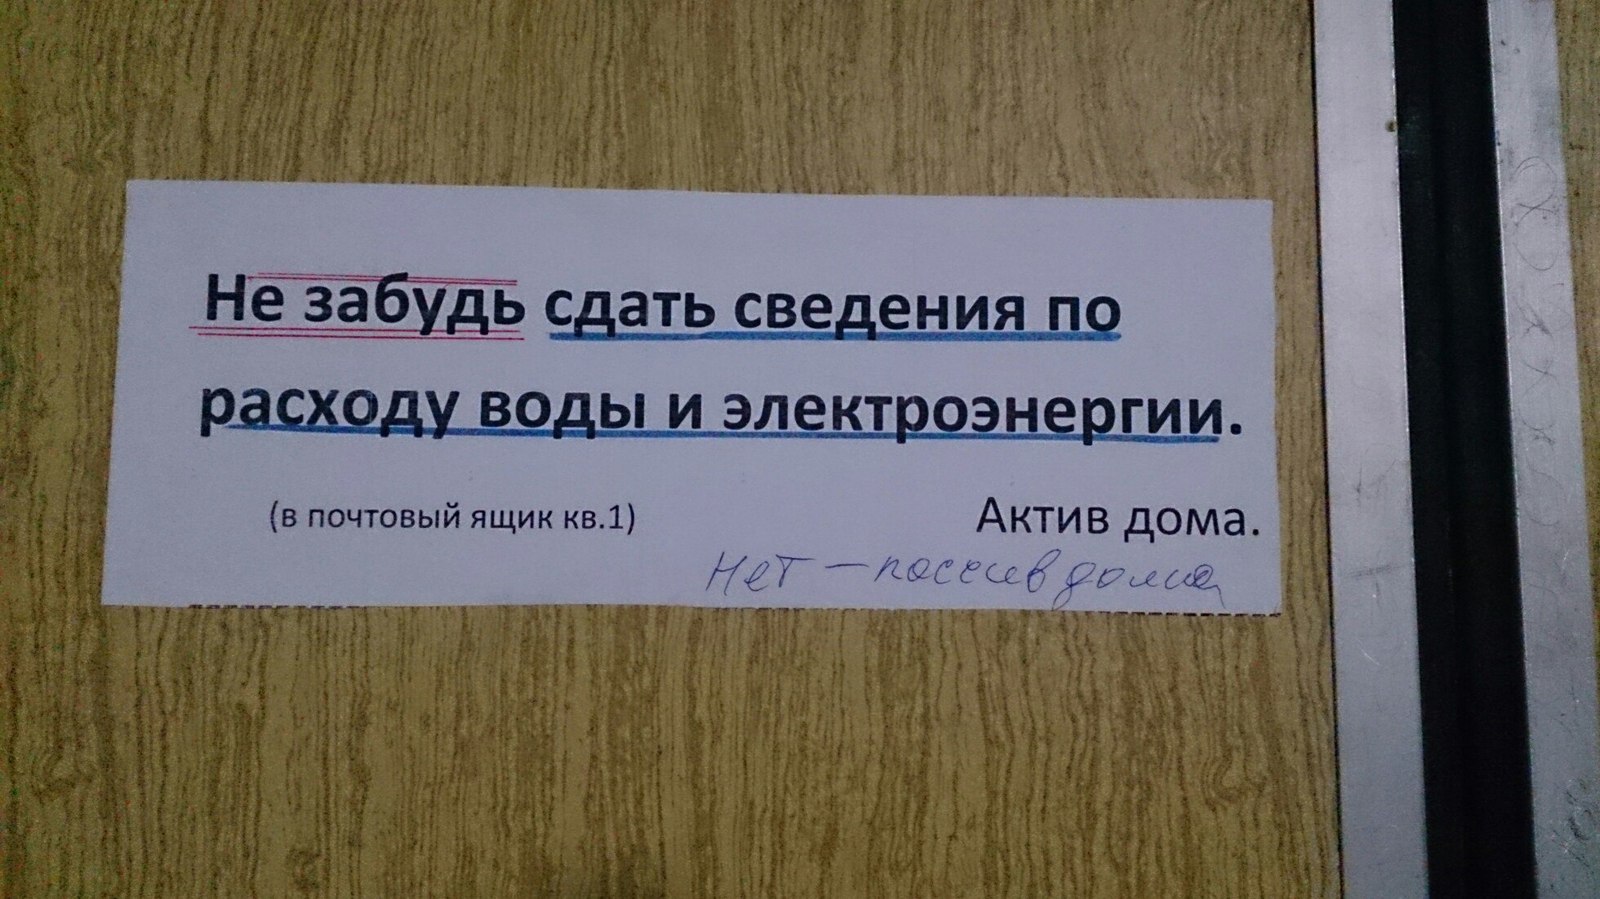 Не забудь сдать сведения по
расходу воды и электроэнергии.
(в почтовый ящик кв.1) Актив дома.
Нет – пассив дома